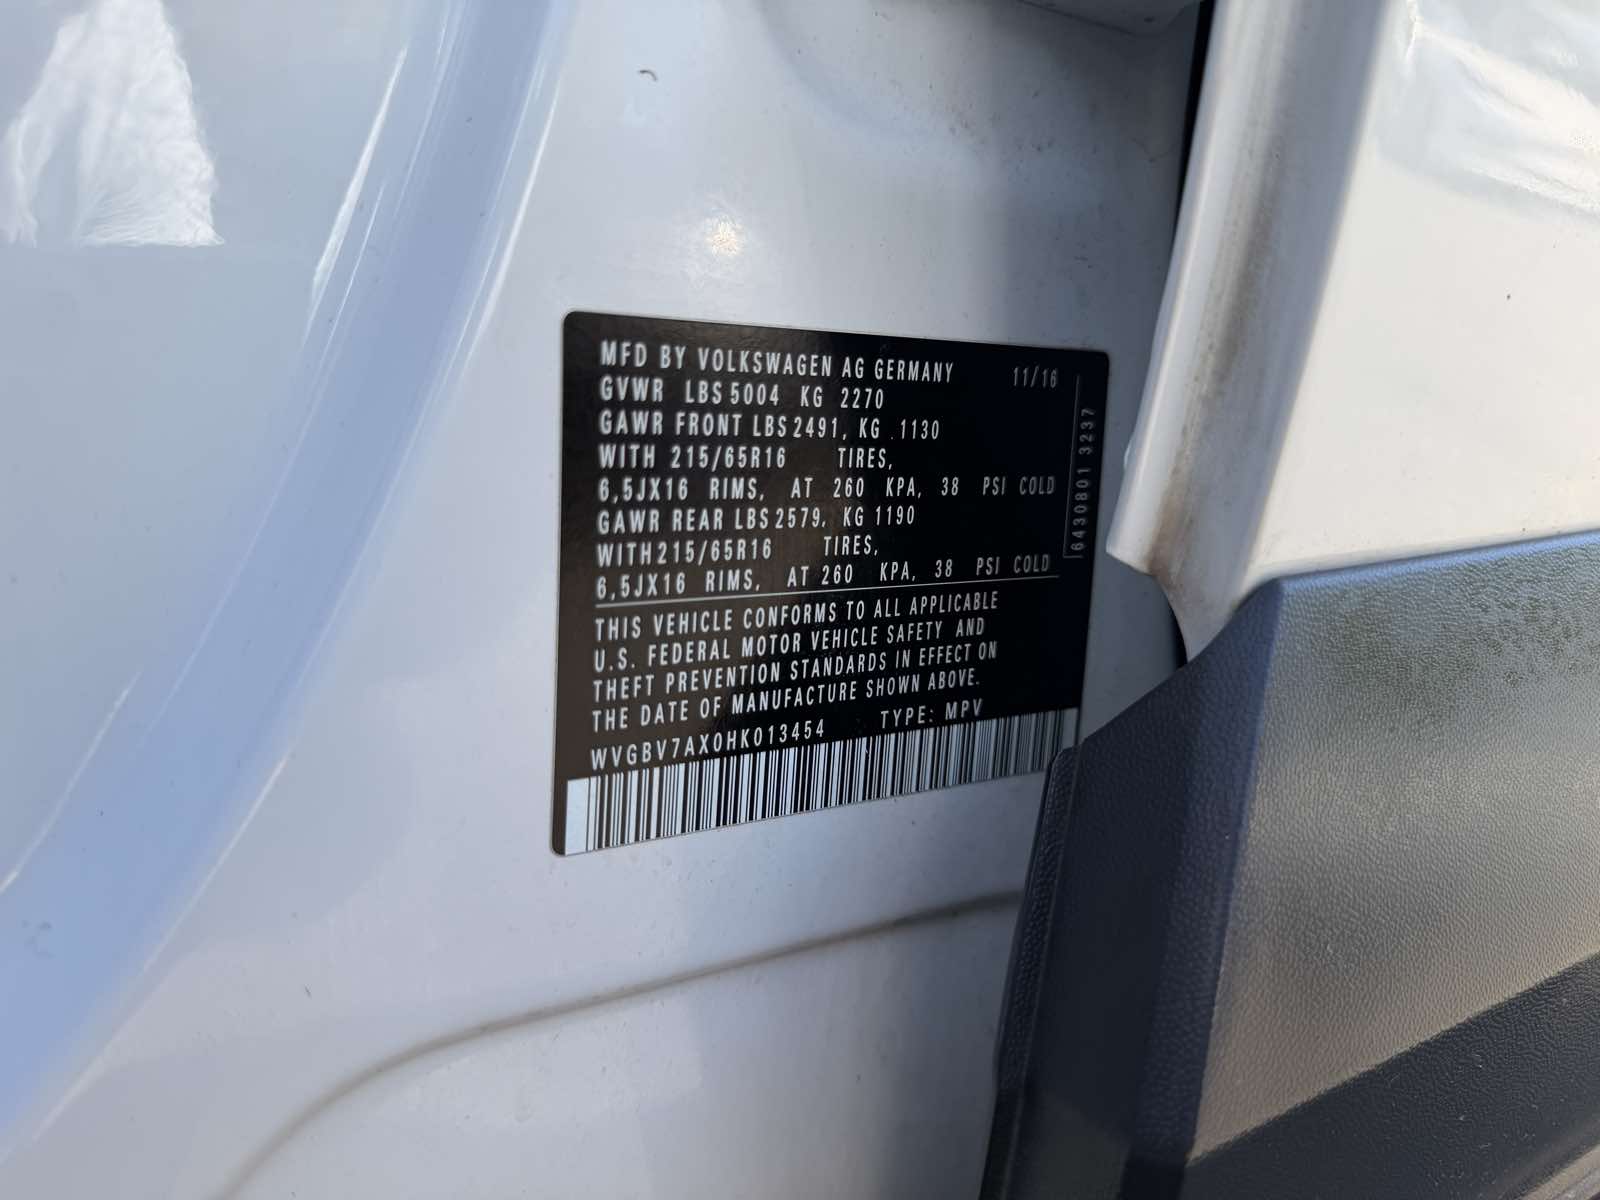 MFD BY VOLKSWAGEN AG GERMANY 11/16
GVWR LBS 5004 KG 2270
GAWR FRONT LBS 2491, KG 1130
WITH 215/65R16 TIRES,
6,5JX16 RIMS, AT 260 KPA, 38 PSI COLD
GAWR REAR LBS 2579, KG 1190
WITH 215/65R16 TIRES,
6,5JX16 RIMS, AT 260 KPA, 38 PSI COLD
6430801 3237
THIS VEHICLE CONFORMS TO ALL APPLICABLE
U.S. FEDERAL MOTOR VEHICLE SAFETY AND
THEFT PREVENTION STANDARDS IN EFFECT ON
THE DATE OF MANUFACTURE SHOWN ABOVE.
WVGBV7AX0HK013454 TYPE: MPV